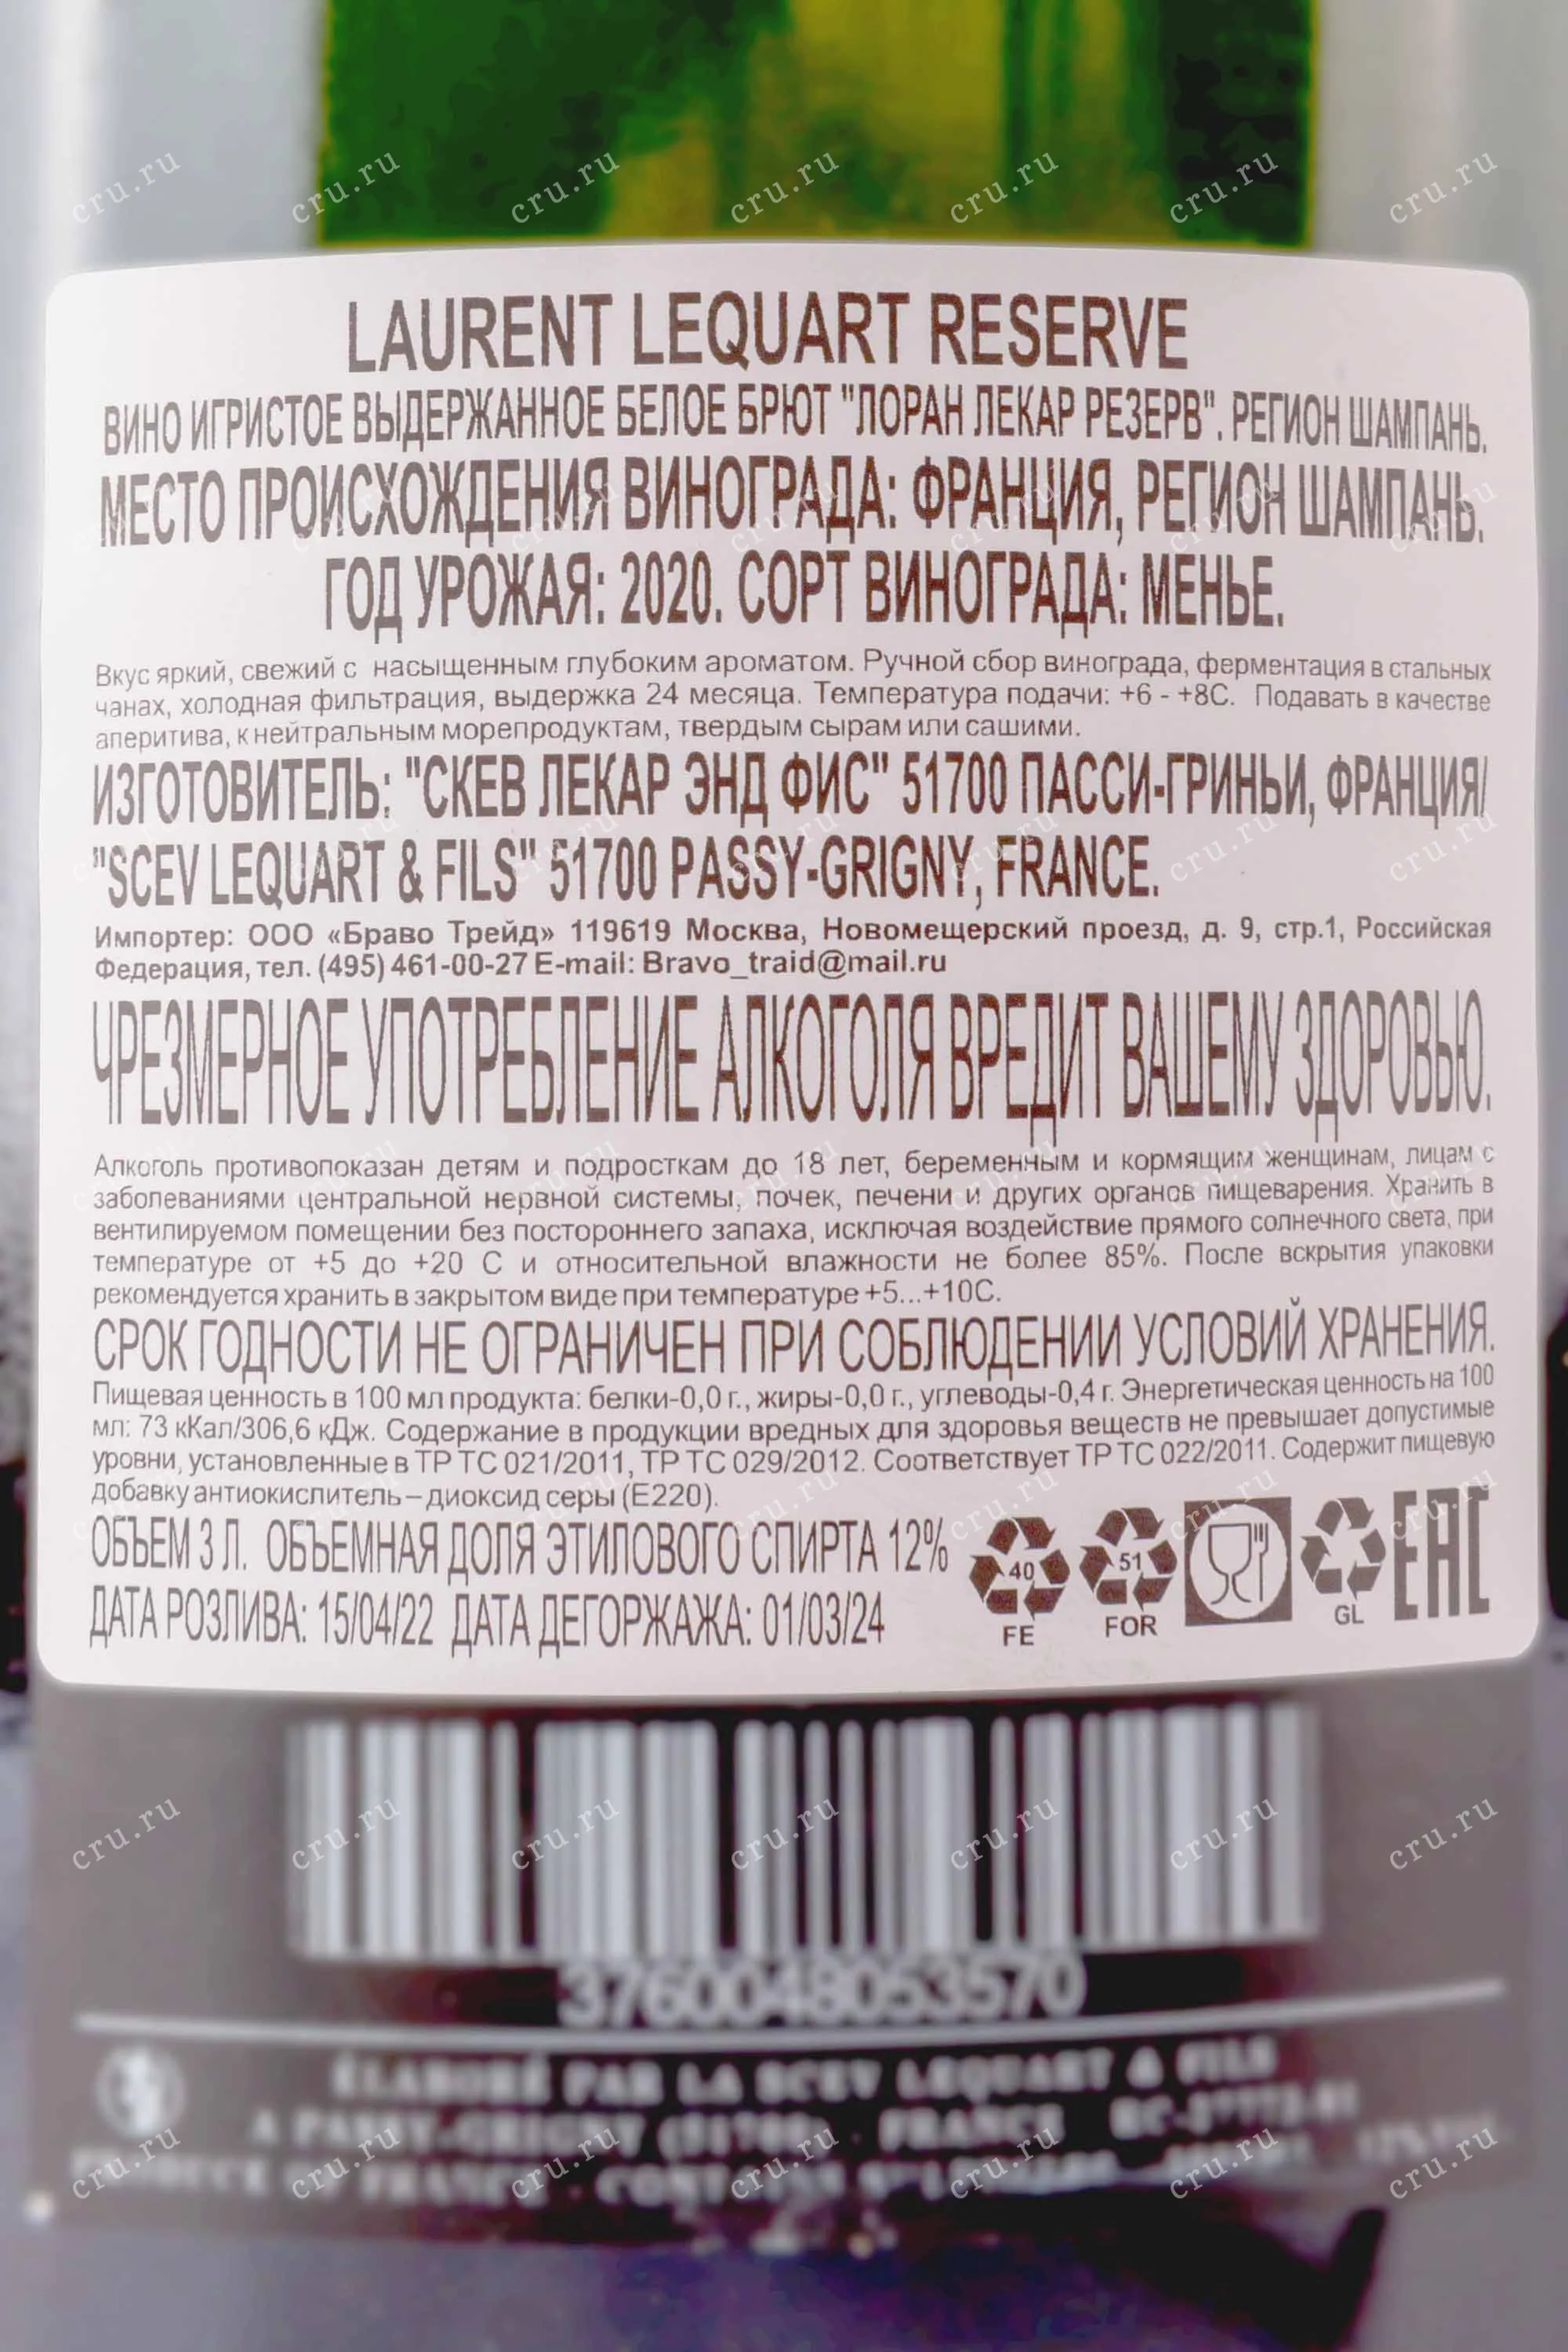 LAURENT LEQUART RESERVE
ВИНО ИГРИСТОЕ ВЫДЕРЖАННОЕ БЕЛОЕ БРЮТ "ЛОРАН ЛЕКАР РЕЗЕРВ". РЕГИОН ШАМПАНЬ.
МЕСТО ПРОИСХОЖДЕНИЯ ВИНОГРАДА: ФРАНЦИЯ, РЕГИОН ШАМПАНЬ.
ГОД УРОЖАЯ: 2020. СОРТ ВИНОГРАДА: МЕНЬЕ.
Вкус яркий, свежий с насыщенным глубоким ароматом. Ручной сбор винограда, ферментация в стальных
чанах, холодная фильтрация, выдержка 24 месяца. Температура подачи: +6 - +8С. Подавать в качестве
аперитива, к нейтральным морепродуктам, твердым сырам или сашими.
ИЗГОТОВИТЕЛЬ: "СКЕВ ЛЕКАР ЭНД ФИС" 51700 ПАССИ-ГРИНЬИ, ФРАНЦИЯ/
"SCEV LEQUART & FILS" 51700 PASSY-GRIGNY, FRANCE.
Импортер: ООО «Браво Трейд» 119619 Москва, Новомещерский проезд, д. 9, стр.1, Российская
Федерация, тел. (495) 461-00-27 E-mail: Bravo_traid@mail.ru
ЧРЕЗМЕРНОЕ УПОТРЕБЛЕНИЕ АЛКОГОЛЯ ВРЕДИТ ВАШЕМУ ЗДОРОВЬЮ.
Алкоголь противопоказан детям и подросткам до 18 лет, беременным и кормящим женщинам, лицам с
заболеваниями центральной нервной системы, почек, печени и других органов пищеварения. Хранить в
вентилируемом помещении без постороннего запаха, исключая воздействие прямого солнечного света, при
температуре от +5 до +20 С и относительной влажности не более 85%. После вскрытия упаковки
рекомендуется хранить в закрытом виде при температуре +5...+10С.
СРОК ГОДНОСТИ НЕ ОГРАНИЧЕН ПРИ СОБЛЮДЕНИИ УСЛОВИЙ ХРАНЕНИЯ.
Пищевая ценность в 100 мл продукта: белки-0,0 г., жиры-0,0 г., углеводы-0,4 г. Энергетическая ценность на 100
мл: 73 кКал/306,6 кДж. Содержание в продукции вредных для здоровья веществ не превышает допустимые
уровни, установленные в ТР ТС 021/2011, ТР ТС 029/2012. Соответствует ТР ТС 022/2011. Содержит пищевую
добавку антиокислитель – диоксид серы (Е220).
ОБЪЕМ 3 Л. ОБЪЕМНАЯ ДОЛЯ ЭТИЛОВОГО СПИРТА 12%
ДАТА РОЗЛИВА: 15/04/22 ДАТА ДЕГОРЖАЖА: 01/03/24
40
FE
51
FOR
GL
EAC
3760048053570
ÉLABORÉ PAR LA SCEV LEQUART & FILS
A PASSY-GRIGNY (51700) · FRANCE
FRANCE
cru.ru